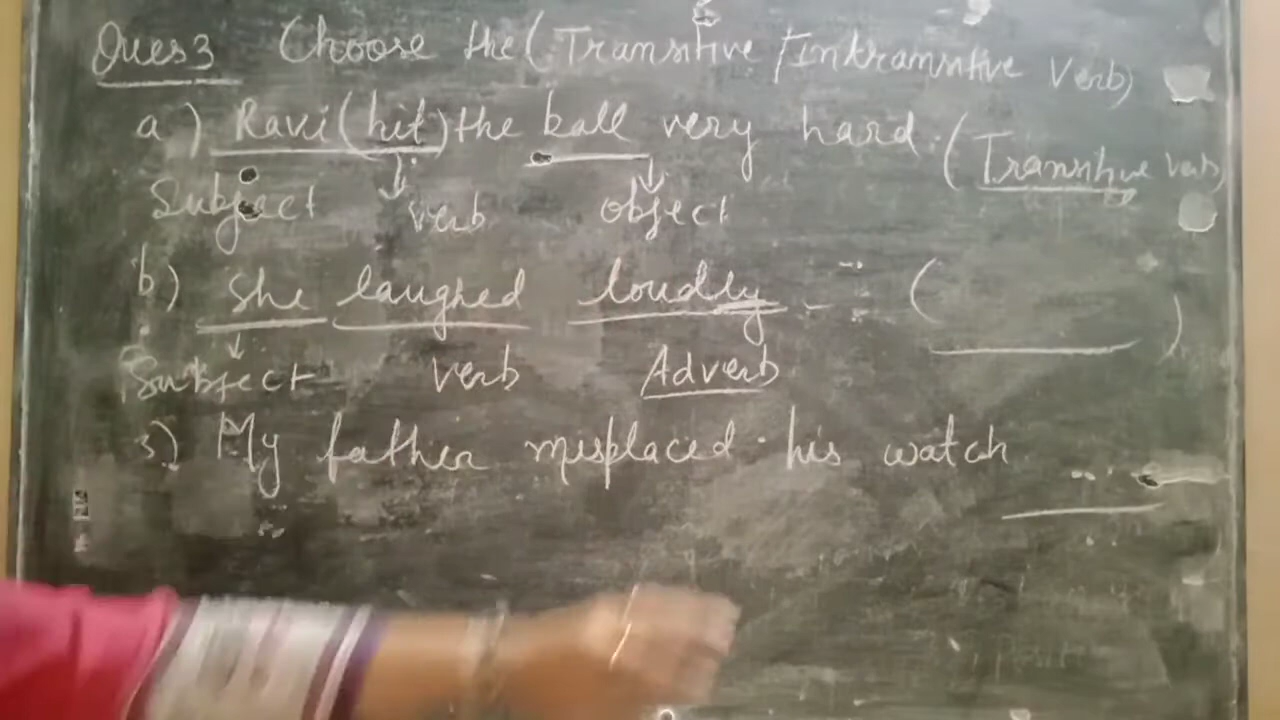 Ques3 Choose the (Transitive / Intransitive Verb)
a) Ravi (hit) the ball very hard. (Transitive verb)
Subject verb object
b) She laughed loudly ( )
Subject verb Adverb
3) My father misplaced his watch